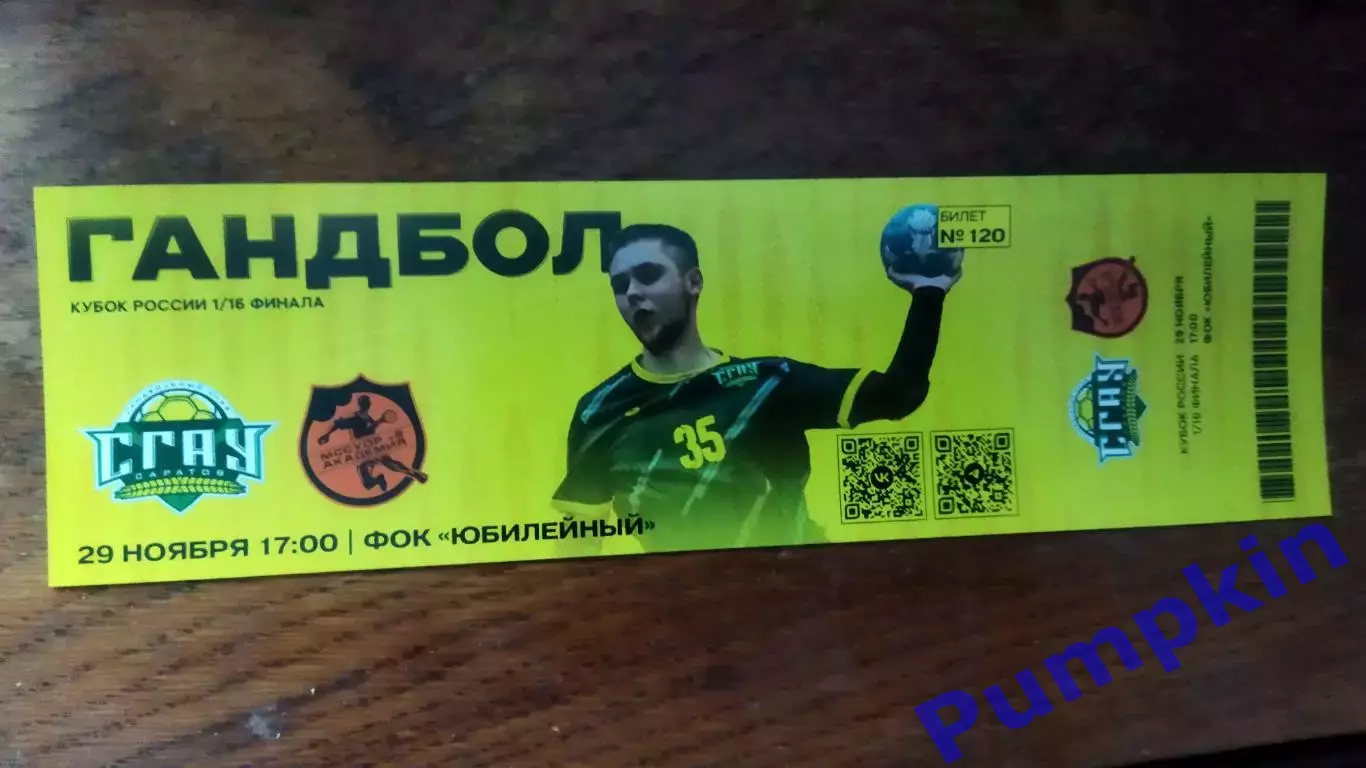 ГАНДБОЛ
КУБОК РОССИИ 1/16 ФИНАЛА
СГАУ
САРАТОВ
МССУОР
АКАДЕМИЯ
29 НОЯБРЯ 17:00 | ФОК «ЮБИЛЕЙНЫЙ»
СГАУ
35
БИЛЕТ
№ 120
СГАУ
КУБОК РОССИИ 29 НОЯБРЯ
1/16 ФИНАЛА 17:00
ФОК «ЮБИЛЕЙНЫЙ»
Pumpkin